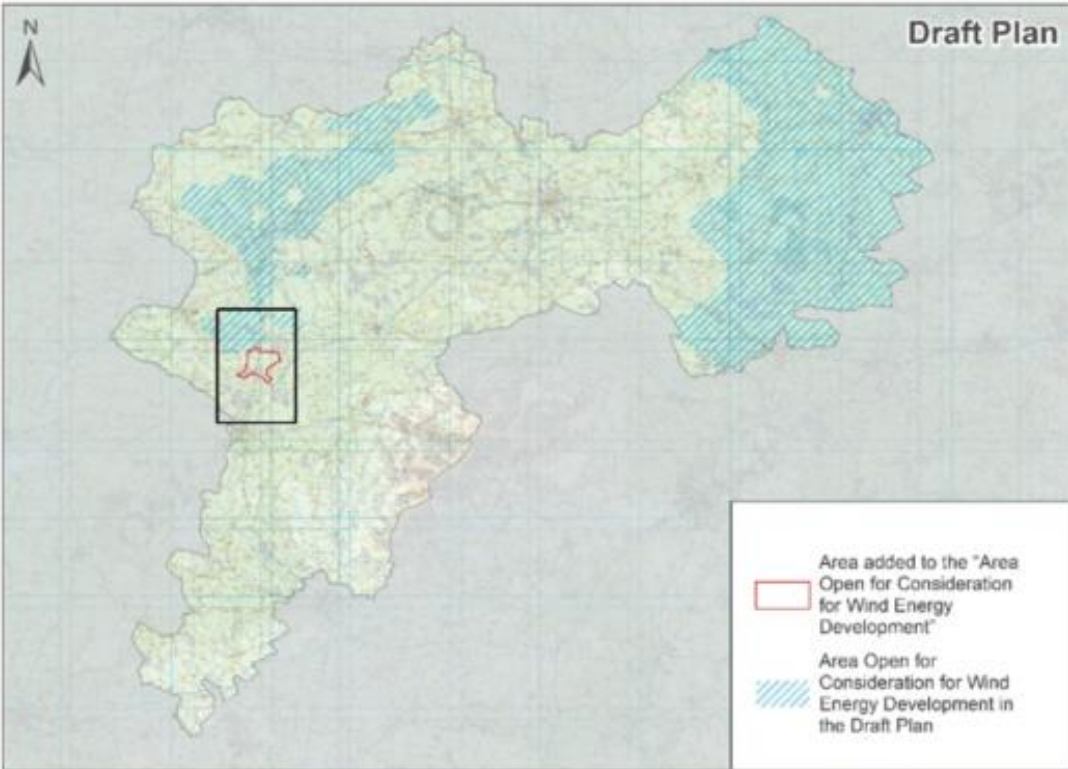 N
Draft Plan
Area added to the "Area
Open for Consideration
for Wind Energy
Development"
Area Open for
Consideration for Wind
Energy Development in
the Draft Plan